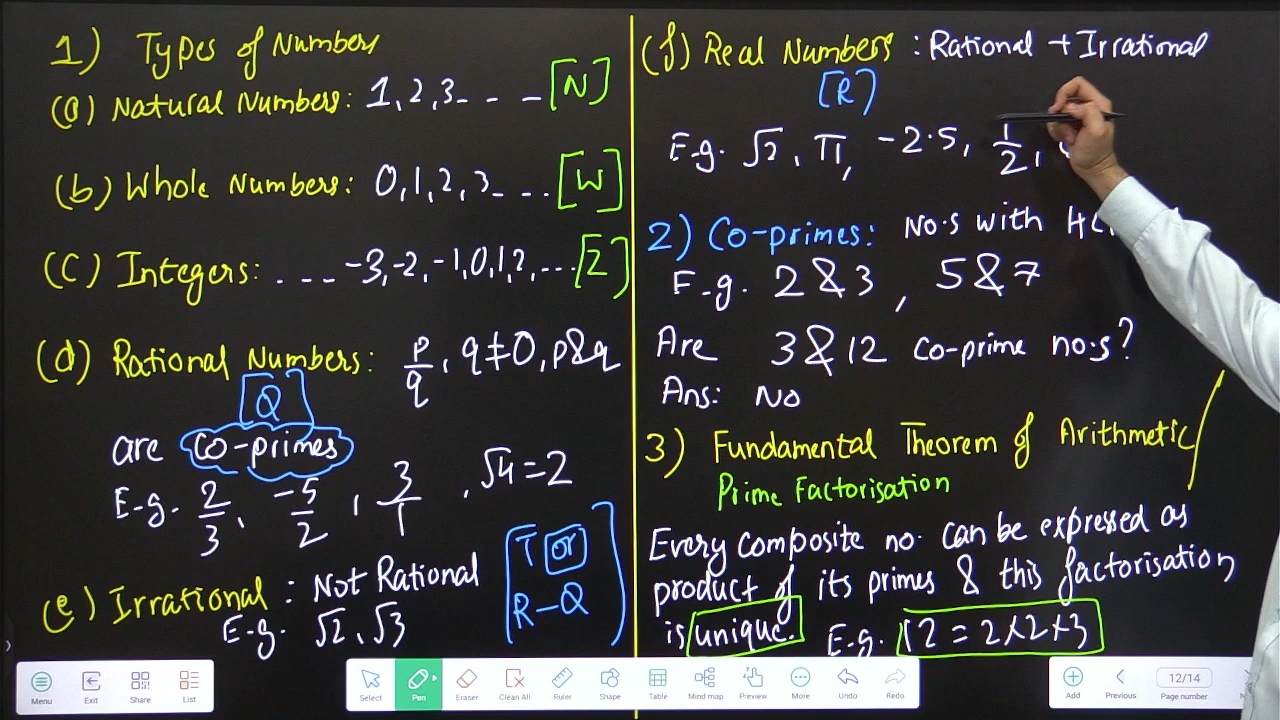 1) Types of Numbers
(a) Natural Numbers: 1, 2, 3- - - [N]
(b) Whole Numbers: 0, 1, 2, 3- - - [W]
(c) Integers: - - - -3, -2, -1, 0, 1, 2, --- [Z]
(d) Rational Numbers: p/q, q≠0, p&q
[Q]
are co-primes
E.g. 2/3, -5/2, 3/1, √4=2
(e) Irrational : Not Rational
E.g. √2, √3
[T or
R-Q]
(f) Real Numbers : Rational + Irrational
[R]
E.g. √2, π, -2.5, 1/2,
2) Co-primes: No.s with
E.g. 2&3, 5&7
Are 3&12 co-prime no.s?
Ans: No
3) Fundamental Theorem of Arithmetic/
Prime Factorisation
Every composite no. can be expressed as
product of its primes & this factorisation
is unique. E.g. 12 = 2×2×3
Menu Exit Share List
Select Pen Eraser Clean All Ruler Shape Table Mind map Preview More Undo Redo
Add Previous 12/14 Page number